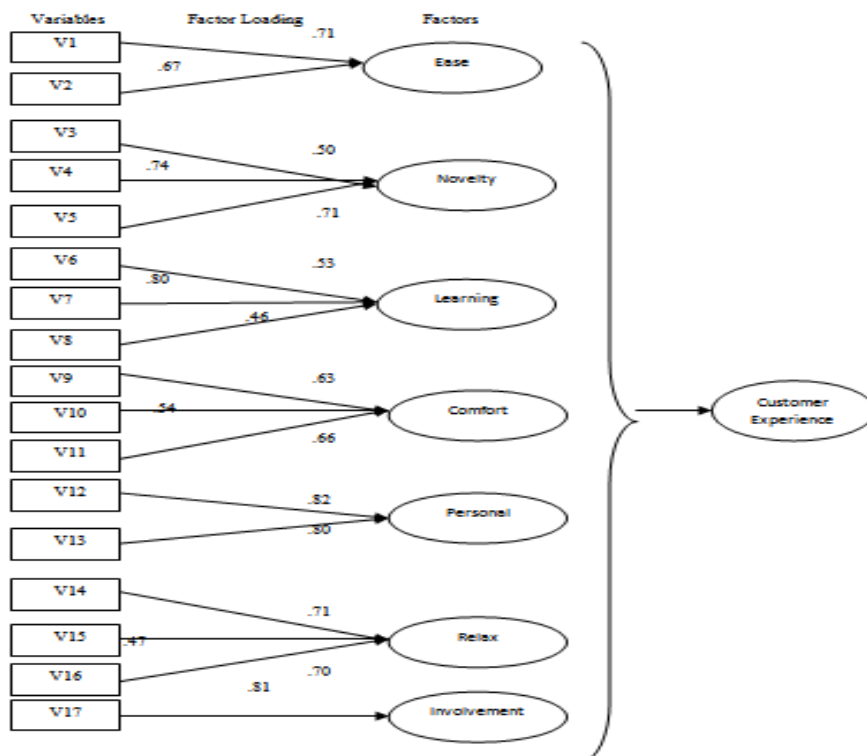 Variables Factor Loading Factors
V1 .71
Ease
V2 .67
V3 .50
V4 .74 Novelty
V5 .71
V6 .53
.80
V7 Learning
V8 .46
V9 .63
V10 .54 Comfort
Customer
Experience
V11 .66
V12 .82
Personal
V13 .80
V14 .71
V15 .47 Relax
V16 .70
.81
V17 Involvement